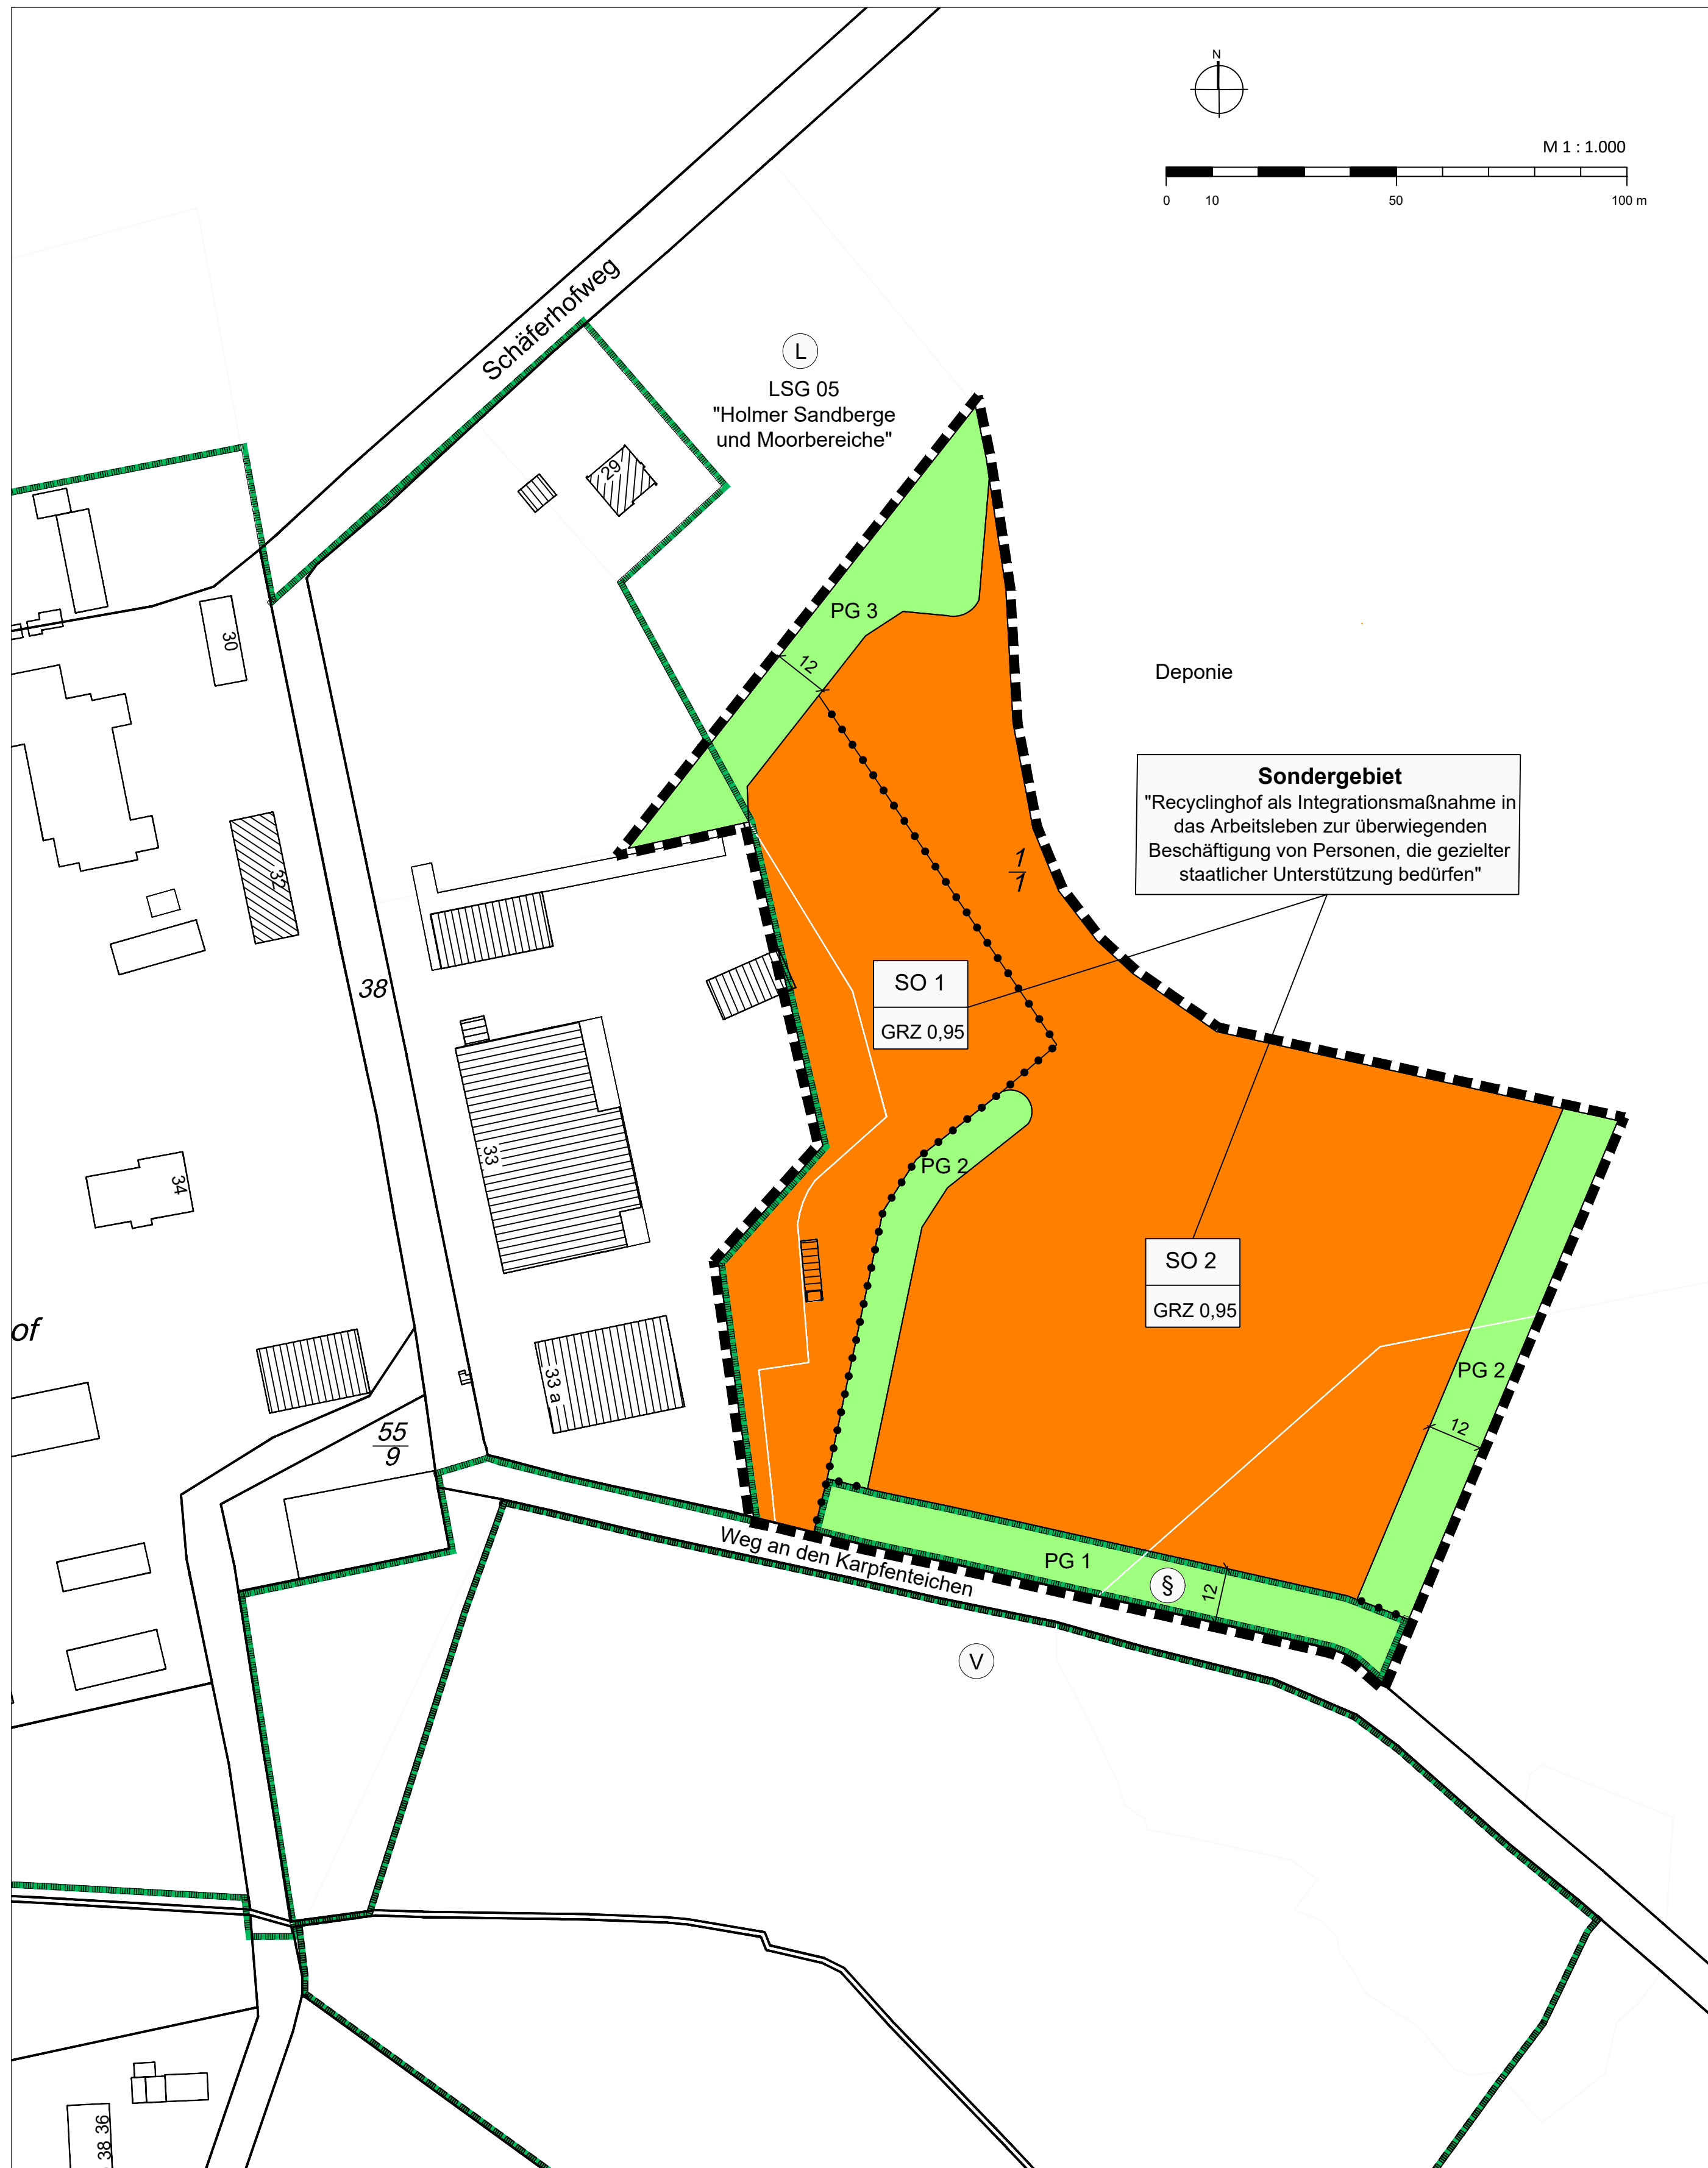 N
M 1 : 1.000
0 10 50 100 m
Schäferhofweg
L
LSG 05
"Holmer Sandberge
und Moorbereiche"
29
PG 3
30
12
Deponie
Sondergebiet
"Recyclinghof als Integrationsmaßnahme in
das Arbeitsleben zur überwiegenden
Beschäftigung von Personen, die gezielter
staatlicher Unterstützung bedürfen"
32
1
1
38
SO 1
GRZ 0,95
33
PG 2
34
SO 2
GRZ 0,95
of
33 a
PG 2
12
55
9
Weg an den Karpfenteichen
PG 1
§
12
V
38 36